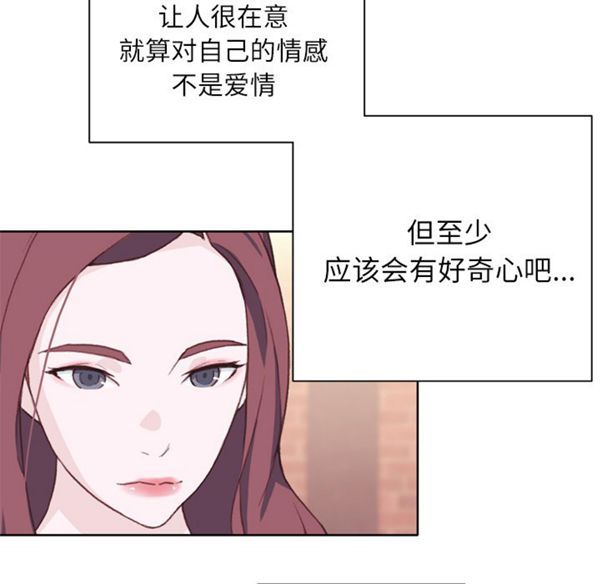 让人很在意
就算对自己的情感
不是爱情
但至少
应该会有好奇心吧...